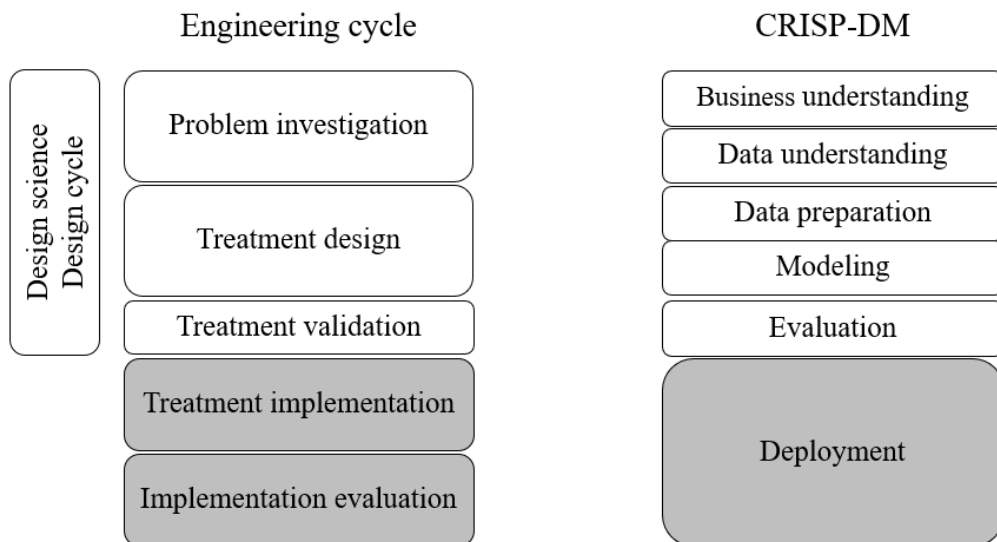 Engineering cycle
CRISP-DM
Design science
Design cycle
Problem investigation
Treatment design
Treatment validation
Treatment implementation
Implementation evaluation
Business understanding
Data understanding
Data preparation
Modeling
Evaluation
Deployment